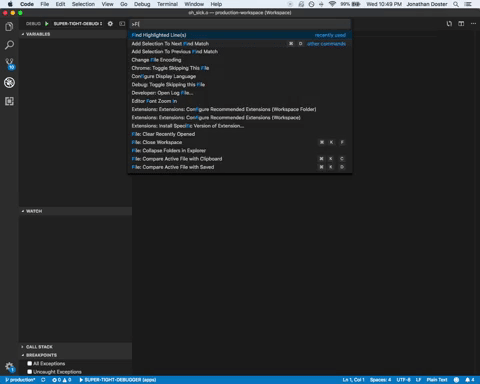 Code File Edit Selection View Go Debug Terminal Window Help 99% Wed 10:49 PM Jonathan Doster
oh_sick.o — production-workspace (Workspace)
DEBUG SUPER-TIGHT-DEBUG
>Fi
VARIABLES
Find Highlighted Line(s) recently used
Add Selection To Next Find Match ⌘ D other commands
Add Selection To Previous Find Match
Change File Encoding
Chrome: Toggle Skipping This File
Configure Display Language
Debug: Toggle Skipping this File
Developer: Open Log File...
Editor Font Zoom In
Extensions: Extensions: Configure Recommended Extensions (Workspace Folder)
Extensions: Extensions: Configure Recommended Extensions (Workspace)
Extensions: Install Specific Version of Extension...
File: Clear Recently Opened
File: Close Workspace ⌘ K F
File: Collapse Folders in Explorer
File: Compare Active File with Clipboard ⌘ K C
File: Compare Active File with Saved ⌘ K D
WATCH
CALL STACK
BREAKPOINTS
All Exceptions
Uncaught Exceptions
production* 0 0 SUPER-TIGHT-DEBUGGER (apps) Ln 1, Col 1 Spaces: 4 UTF-8 LF Plain Text 4